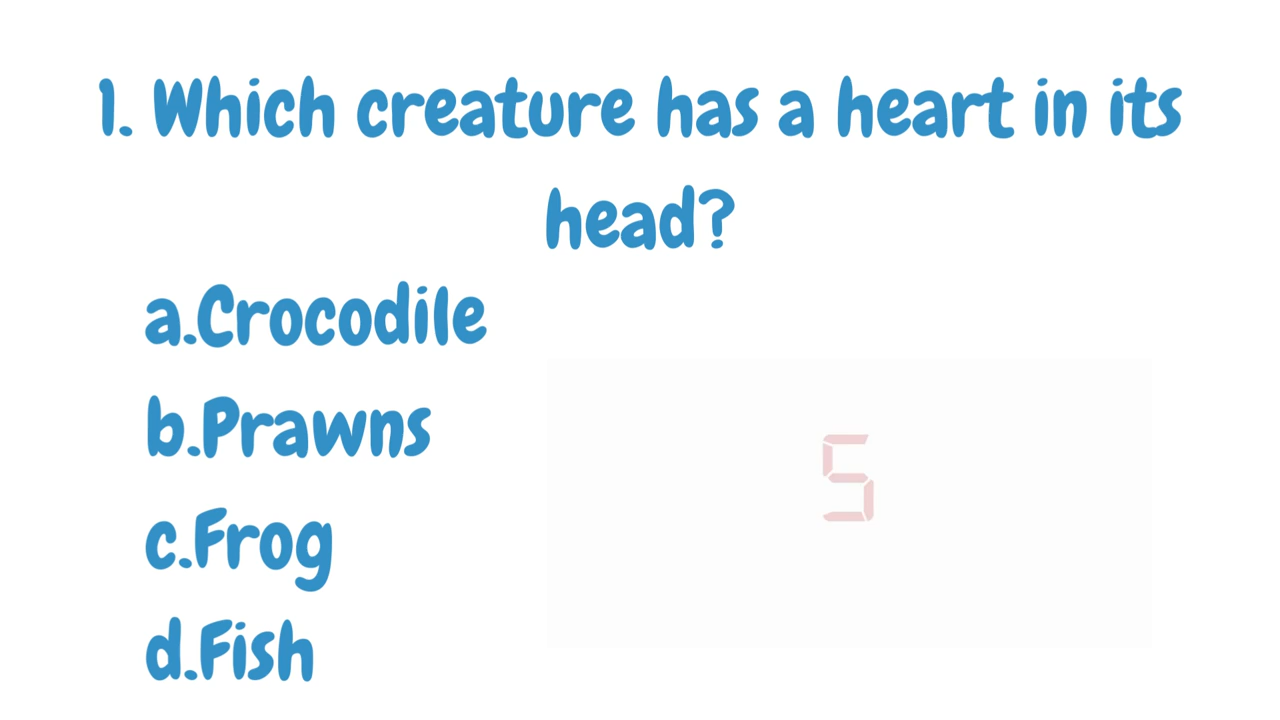 1. Which creature has a heart in its
head?
a.Crocodile
b.Prawns
5
c.Frog
d.Fish